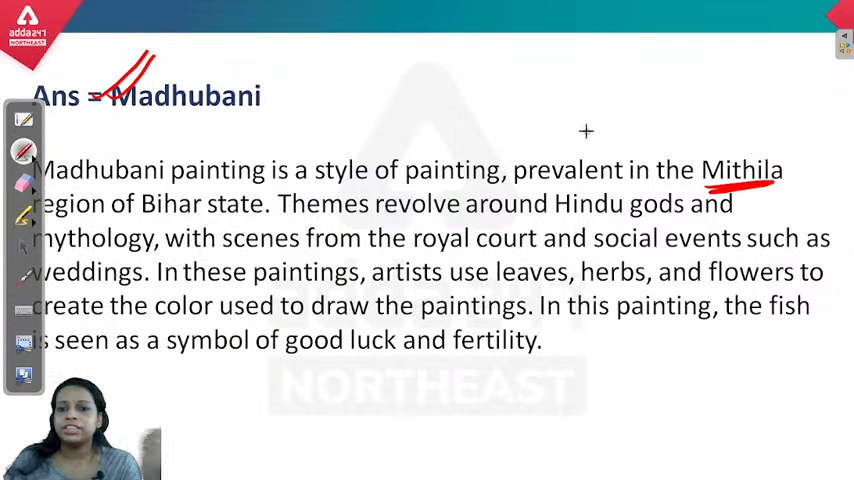 adda247
NORTHEAST
Ans = Madhubani
Madhubani painting is a style of painting, prevalent in the Mithila
region of Bihar state. Themes revolve around Hindu gods and
mythology, with scenes from the royal court and social events such as
weddings. In these paintings, artists use leaves, herbs, and flowers to
create the color used to draw the paintings. In this painting, the fish
is seen as a symbol of good luck and fertility.
adda247
NORTHEAST